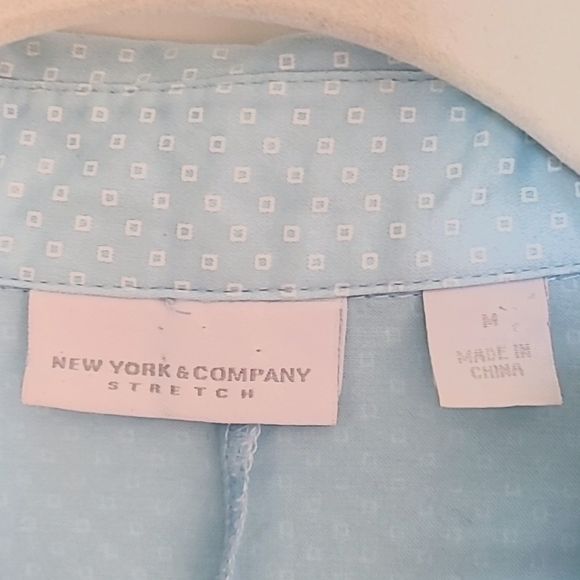 NEW YORK & COMPANY
STRETCH
M
MADE IN
CHINA